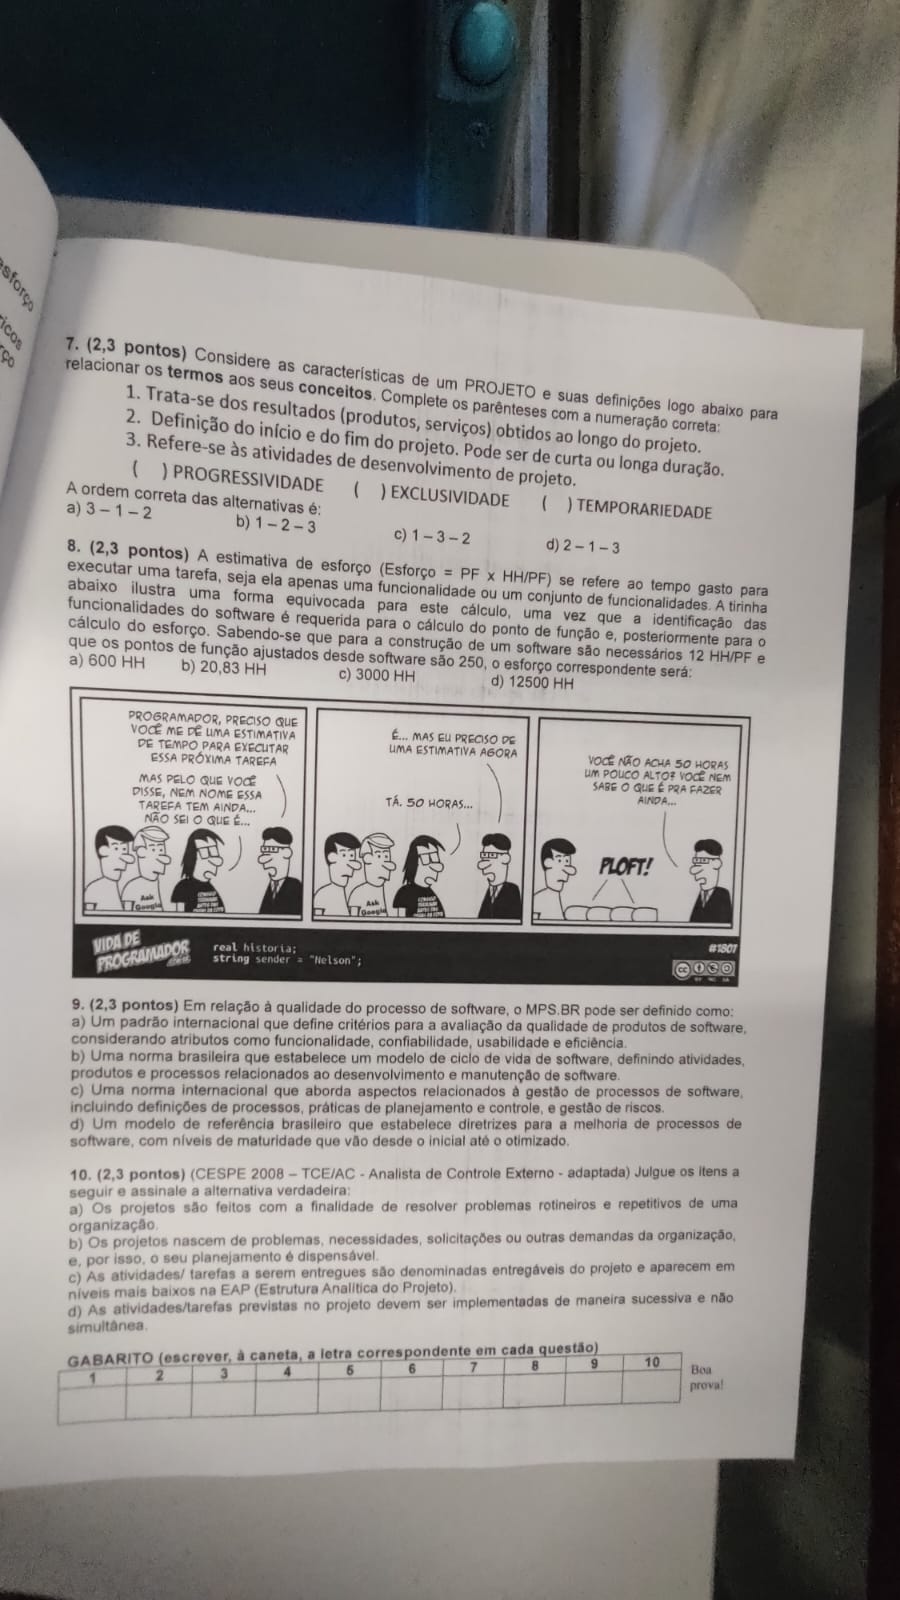 esforço
ricos
rço
7. (2,3 pontos) Considere as características de um PROJETO e suas definições logo abaixo para
relacionar os termos aos seus conceitos. Complete os parênteses com a numeração correta:
1. Trata-se dos resultados (produtos, serviços) obtidos ao longo do projeto.
2. Definição do início e do fim do projeto. Pode ser de curta ou longa duração.
3. Refere-se às atividades de desenvolvimento de projeto.
( ) PROGRESSIVIDADE ( ) EXCLUSIVIDADE ( ) TEMPORARIEDADE
A ordem correta das alternativas é:
a) 3 – 1 – 2 b) 1 – 2 – 3 c) 1 – 3 – 2 d) 2 – 1 – 3
8. (2,3 pontos) A estimativa de esforço (Esforço = PF x HH/PF) se refere ao tempo gasto para
executar uma tarefa, seja ela apenas uma funcionalidade ou um conjunto de funcionalidades. A tirinha
abaixo ilustra uma forma equivocada para este cálculo, uma vez que a identificação das
funcionalidades do software é requerida para o cálculo do ponto de função e, posteriormente para o
cálculo do esforço. Sabendo-se que para a construção de um software são necessários 12 HH/PF e
que os pontos de função ajustados desde software são 250, o esforço correspondente será:
a) 600 HH b) 20,83 HH c) 3000 HH d) 12500 HH
PROGRAMADOR, PRECISO QUE
VOCÊ ME DÊ UMA ESTIMATIVA
DE TEMPO PARA EXECUTAR
ESSA PRÓXIMA TAREFA
MAS PELO QUE VOCÊ
DISSE, NEM NOME ESSA
TAREFA TEM AINDA...
NÃO SEI O QUE É...
Ask
Google
É... MAS EU PRECISO DE
UMA ESTIMATIVA AGORA
TÁ. 50 HORAS...
Ask
Google
VOCÊ NÃO ACHA 50 HORAS
UM POUCO ALTO? VOCÊ NEM
SABE O QUE É PRA FAZER
AINDA...
PLOFT!
VIDA DE
PROGRAMADOR
real historia;
string sender = "Nelson";
#1807
cc
BY NC SA
9. (2,3 pontos) Em relação à qualidade do processo de software, o MPS.BR pode ser definido como:
a) Um padrão internacional que define critérios para a avaliação da qualidade de produtos de software,
considerando atributos como funcionalidade, confiabilidade, usabilidade e eficiência.
b) Uma norma brasileira que estabelece um modelo de ciclo de vida de software, definindo atividades,
produtos e processos relacionados ao desenvolvimento e manutenção de software.
c) Uma norma internacional que aborda aspectos relacionados à gestão de processos de software,
incluindo definições de processos, práticas de planejamento e controle, e gestão de riscos.
d) Um modelo de referência brasileiro que estabelece diretrizes para a melhoria de processos de
software, com níveis de maturidade que vão desde o inicial até o otimizado.
10. (2,3 pontos) (CESPE 2008 – TCE/AC - Analista de Controle Externo - adaptada) Julgue os itens a
seguir e assinale a alternativa verdadeira:
a) Os projetos são feitos com a finalidade de resolver problemas rotineiros e repetitivos de uma
organização.
b) Os projetos nascem de problemas, necessidades, solicitações ou outras demandas da organização,
e, por isso, o seu planejamento é dispensável.
c) As atividades/ tarefas a serem entregues são denominadas entregáveis do projeto e aparecem em
níveis mais baixos na EAP (Estrutura Analítica do Projeto).
d) As atividades/tarefas previstas no projeto devem ser implementadas de maneira sucessiva e não
simultânea.
GABARITO (escrever, à caneta, a letra correspondente em cada questão)
1 2 3 4 5 6 7 8 9 10
Boa
prova!